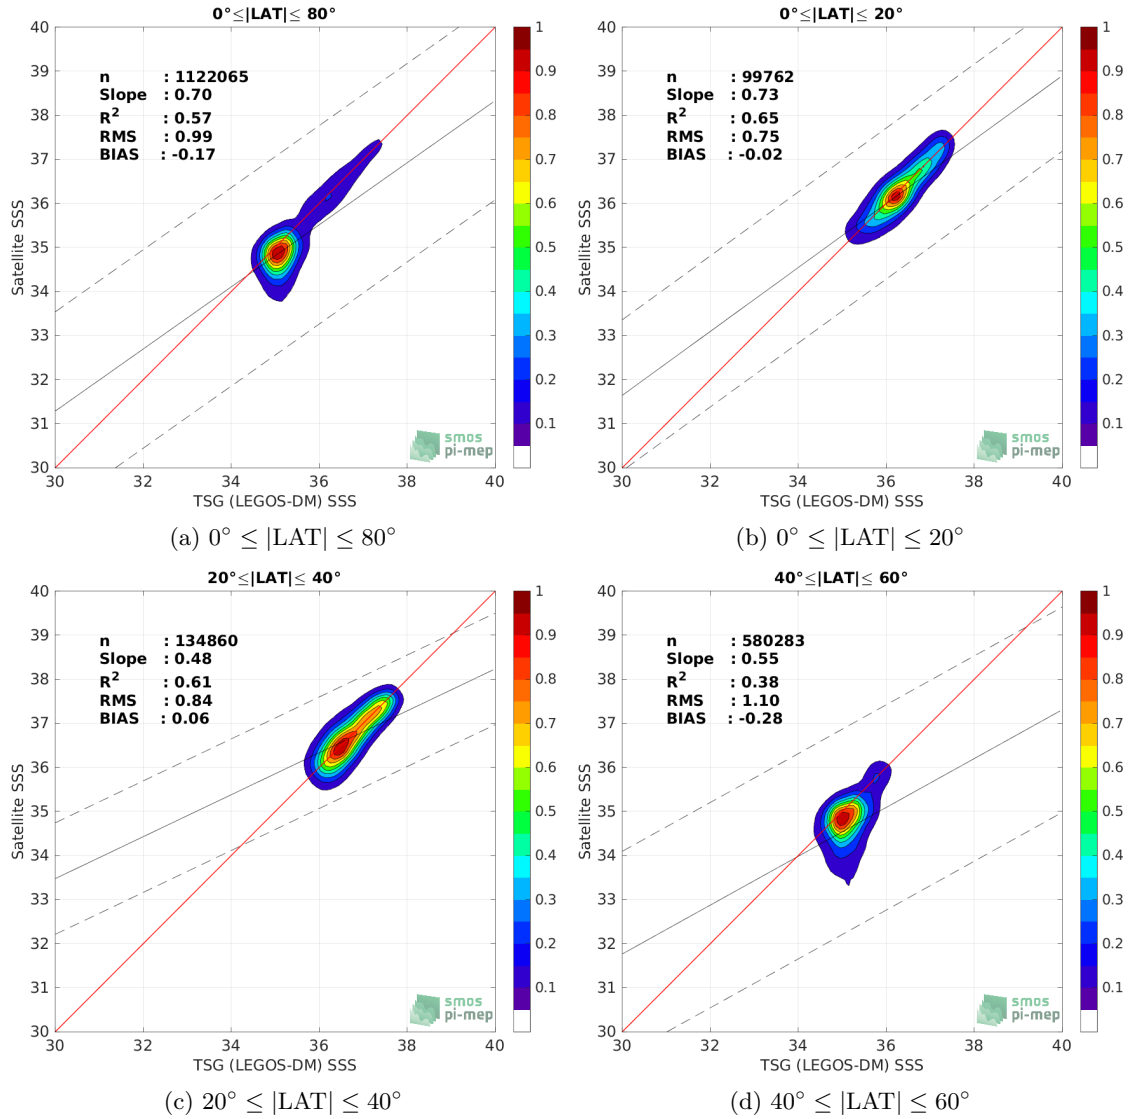 0°≤|LAT|≤ 80°
40
39
38
37
36
35
34
33
32
31
30
Satellite SSS
n : 1122065
Slope : 0.70
R² : 0.57
RMS : 0.99
BIAS : -0.17
smos
pi-mep
30 32 34 36 38 40
TSG (LEGOS-DM) SSS
1
0.9
0.8
0.7
0.6
0.5
0.4
0.3
0.2
0.1
(a) 0° ≤ |LAT| ≤ 80°
0°≤|LAT|≤ 20°
40
39
38
37
36
35
34
33
32
31
30
Satellite SSS
n : 99762
Slope : 0.73
R² : 0.65
RMS : 0.75
BIAS : -0.02
smos
pi-mep
30 32 34 36 38 40
TSG (LEGOS-DM) SSS
1
0.9
0.8
0.7
0.6
0.5
0.4
0.3
0.2
0.1
(b) 0° ≤ |LAT| ≤ 20°
20°≤|LAT|≤ 40°
40
39
38
37
36
35
34
33
32
31
30
Satellite SSS
n : 134860
Slope : 0.48
R² : 0.61
RMS : 0.84
BIAS : 0.06
smos
pi-mep
30 32 34 36 38 40
TSG (LEGOS-DM) SSS
1
0.9
0.8
0.7
0.6
0.5
0.4
0.3
0.2
0.1
(c) 20° ≤ |LAT| ≤ 40°
40°≤|LAT|≤ 60°
40
39
38
37
36
35
34
33
32
31
30
Satellite SSS
n : 580283
Slope : 0.55
R² : 0.38
RMS : 1.10
BIAS : -0.28
smos
pi-mep
30 32 34 36 38 40
TSG (LEGOS-DM) SSS
1
0.9
0.8
0.7
0.6
0.5
0.4
0.3
0.2
0.1
(d) 40° ≤ |LAT| ≤ 60°